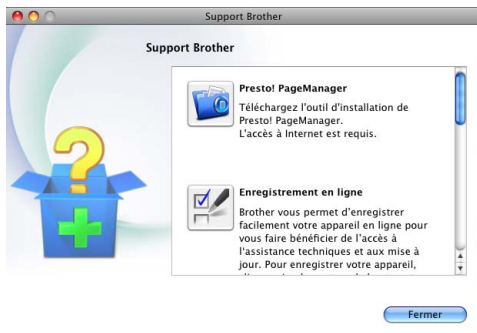 Support Brother
Support Brother
Presto! PageManager
Téléchargez l'outil d'installation de
Presto! PageManager.
L'accès à Internet est requis.
Enregistrement en ligne
Brother vous permet d'enregistrer
facilement votre appareil en ligne pour
vous faire bénéficier de l'accès à
l'assistance techniques et aux mise à
jour. Pour enregistrer votre appareil,
Fermer